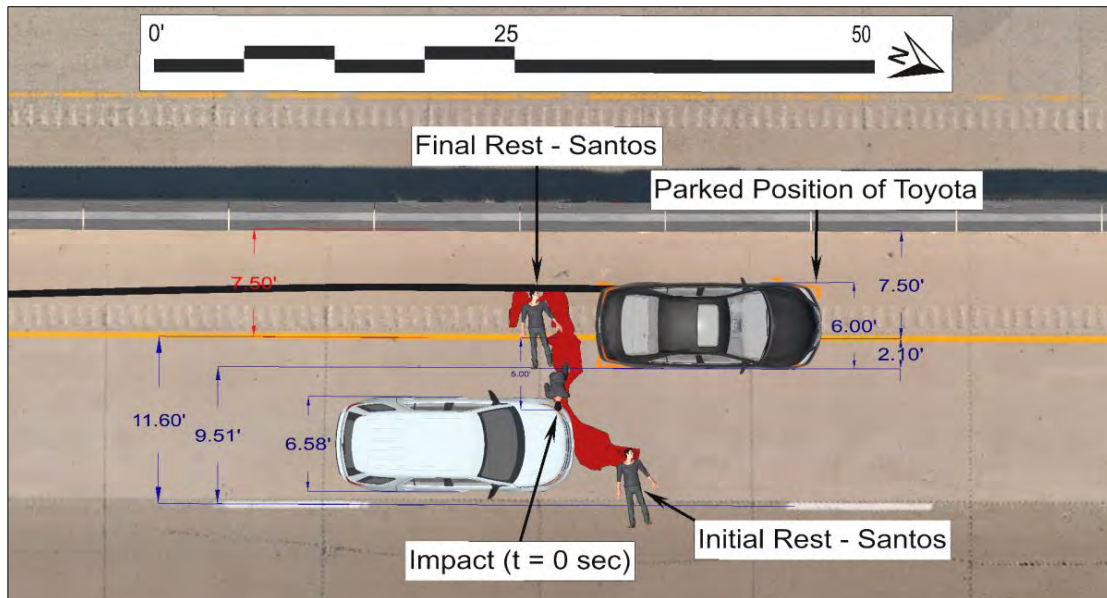 0'
25
50
N
Final Rest - Santos
Parked Position of Toyota
7.50'
7.50'
6.00'
2.10'
5.00'
11.60'
9.51'
6.58'
Initial Rest - Santos
Impact (t = 0 sec)